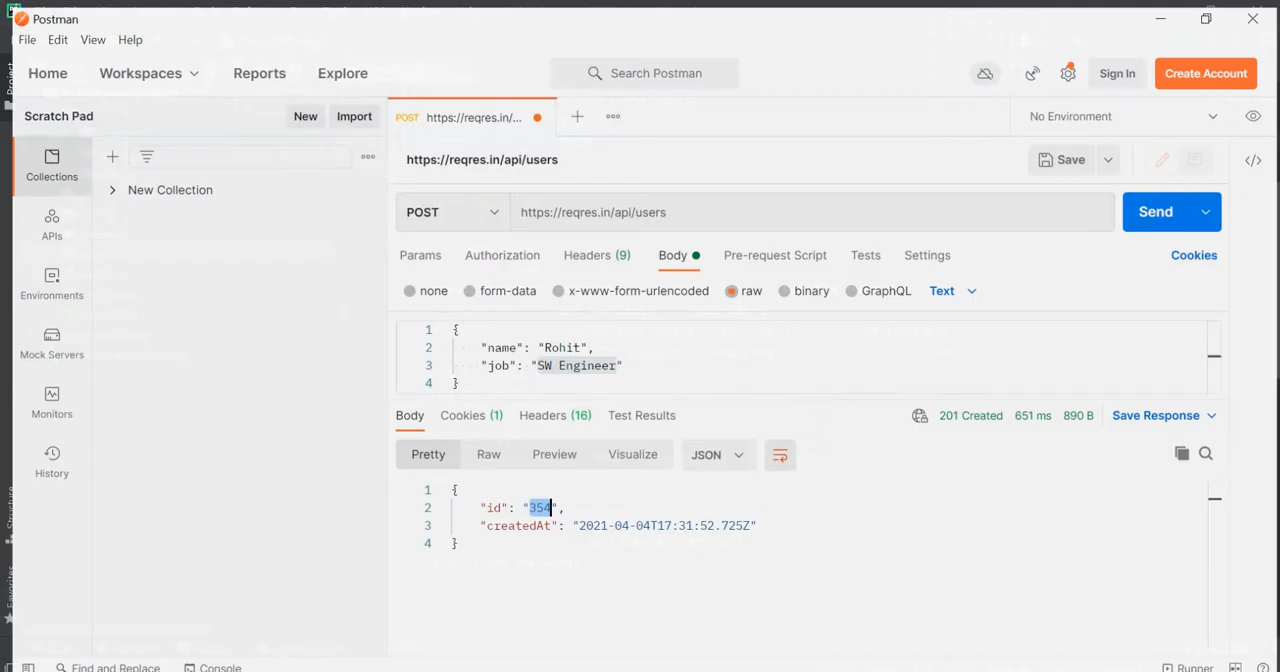 Postman
File Edit View Help
Project
Home Workspaces Reports Explore Search Postman Sign In Create Account
Scratch Pad New Import POST https://reqres.in/... No Environment
Collections
https://reqres.in/api/users Save </>
New Collection
APIs
POST https://reqres.in/api/users Send
Params Authorization Headers (9) Body Pre-request Script Tests Settings Cookies
Environments
none form-data x-www-form-urlencoded raw binary GraphQL Text
Mock Servers
1 {
2 "name": "Rohit",
3 "job": "SW Engineer"
4 }
Monitors
Body Cookies (1) Headers (16) Test Results 201 Created 651 ms 890 B Save Response
History
Pretty Raw Preview Visualize JSON
1 {
2 "id": "354",
3 "createdAt": "2021-04-04T17:31:52.725Z"
4 }
Structure
Favorites
Find and Replace Console Runner